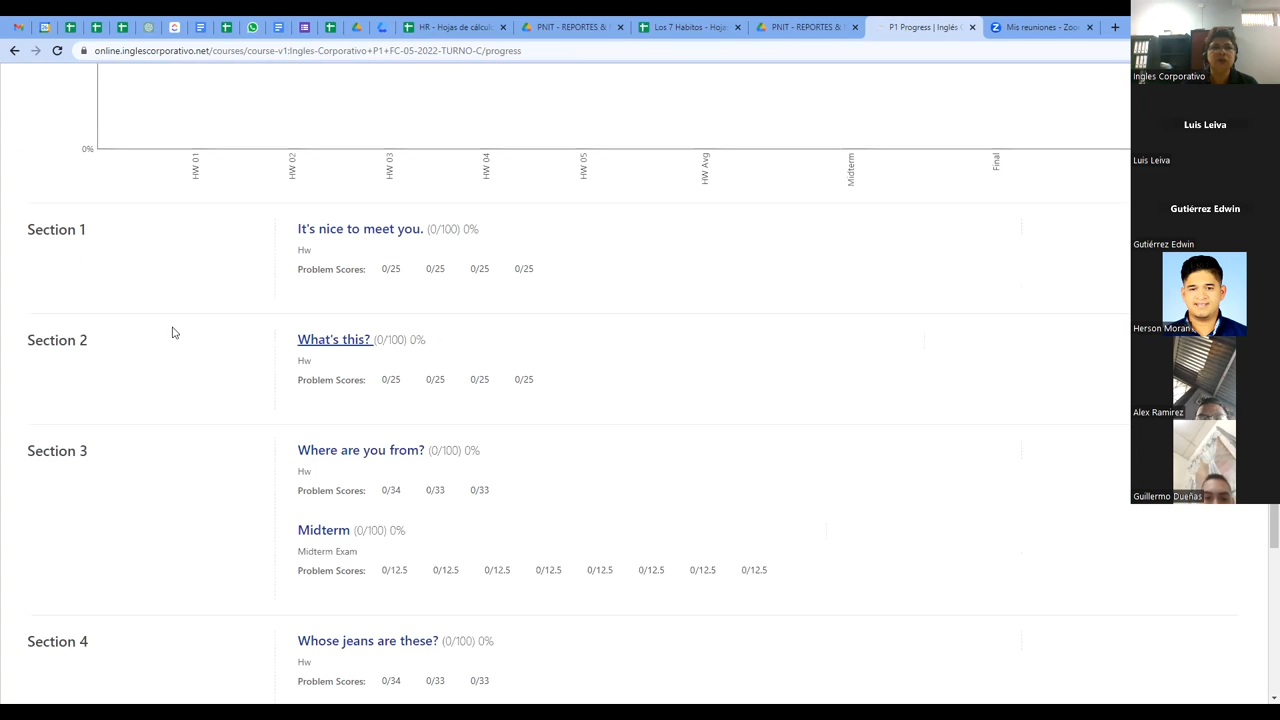 HR - Hojas de cálcu
PNIT - REPORTES &
Los 7 Habitos - Hojas
PNIT - REPORTES &
P1 Progress | Inglés
Mis reuniones - Zoo
online.inglescorporativo.net/courses/course-v1:Ingles-Corporativo+P1+FC-05-2022-TURNO-C/progress
Ingles Corporativo
Luis Leiva
Luis Leiva
Gutiérrez Edwin
Gutiérrez Edwin
Herson Moran
Alex Ramirez
Guillermo Dueñas
0%
HW 01
HW 02
HW 03
HW 04
HW 05
HW Avg
Midterm
Final
Section 1
It's nice to meet you. (0/100) 0%
Hw
Problem Scores: 0/25 0/25 0/25 0/25
Section 2
What's this? (0/100) 0%
Hw
Problem Scores: 0/25 0/25 0/25 0/25
Section 3
Where are you from? (0/100) 0%
Hw
Problem Scores: 0/34 0/33 0/33
Midterm (0/100) 0%
Midterm Exam
Problem Scores: 0/12.5 0/12.5 0/12.5 0/12.5 0/12.5 0/12.5 0/12.5 0/12.5
Section 4
Whose jeans are these? (0/100) 0%
Hw
Problem Scores: 0/34 0/33 0/33